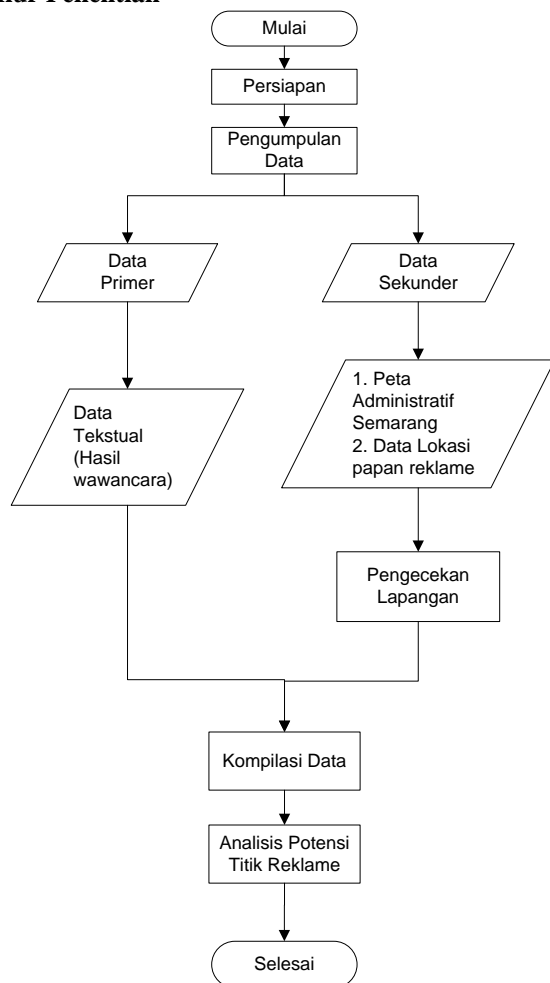 Penelitian
Mulai
Persiapan
Pengumpulan
Data
Data
Primer
Data
Sekunder
Data
Tekstual
(Hasil
wawancara)
1. Peta
Administratif
Semarang
2. Data Lokasi
papan reklame
Pengecekan
Lapangan
Kompilasi Data
Analisis Potensi
Titik Reklame
Selesai